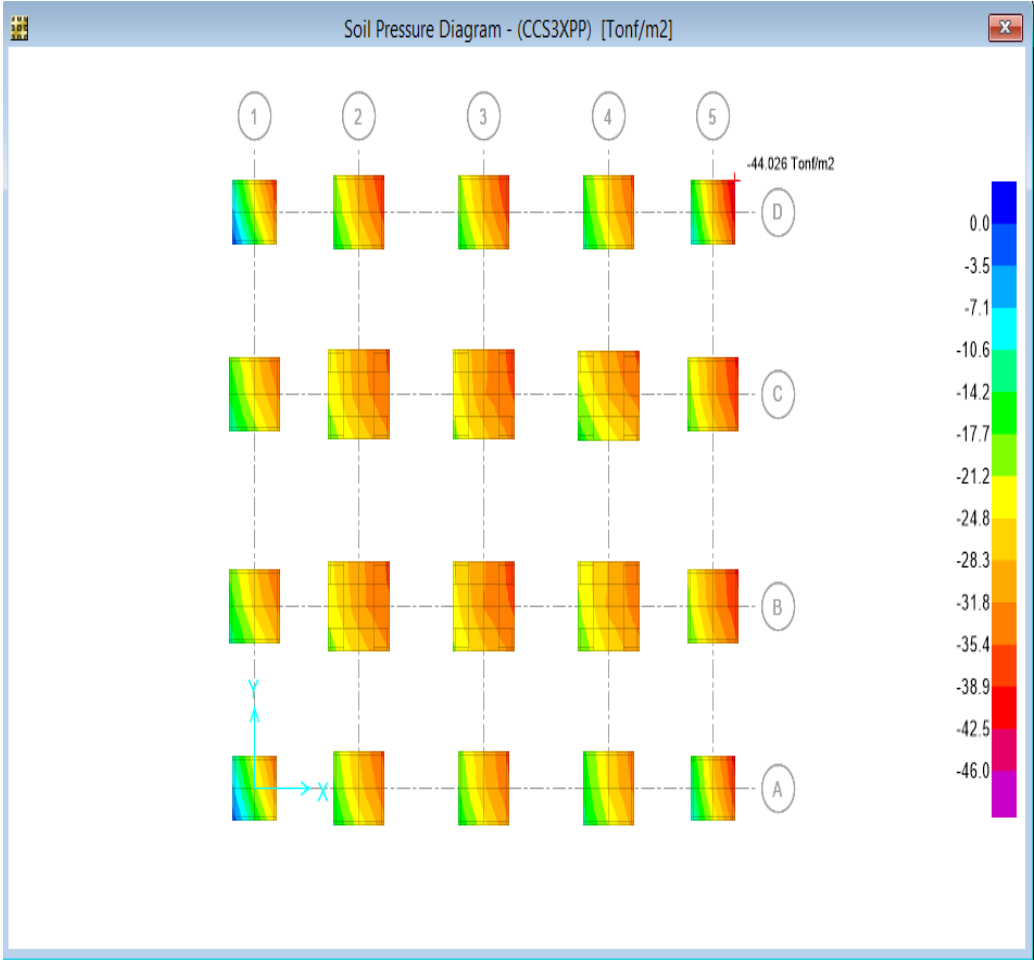 Soil Pressure Diagram - (CCS3XPP) [Tonf/m2]
1 2 3 4 5
-44.026 Tonf/m2
D
C
B
A
Y
X
0.0
-3.5
-7.1
-10.6
-14.2
-17.7
-21.2
-24.8
-28.3
-31.8
-35.4
-38.9
-42.5
-46.0